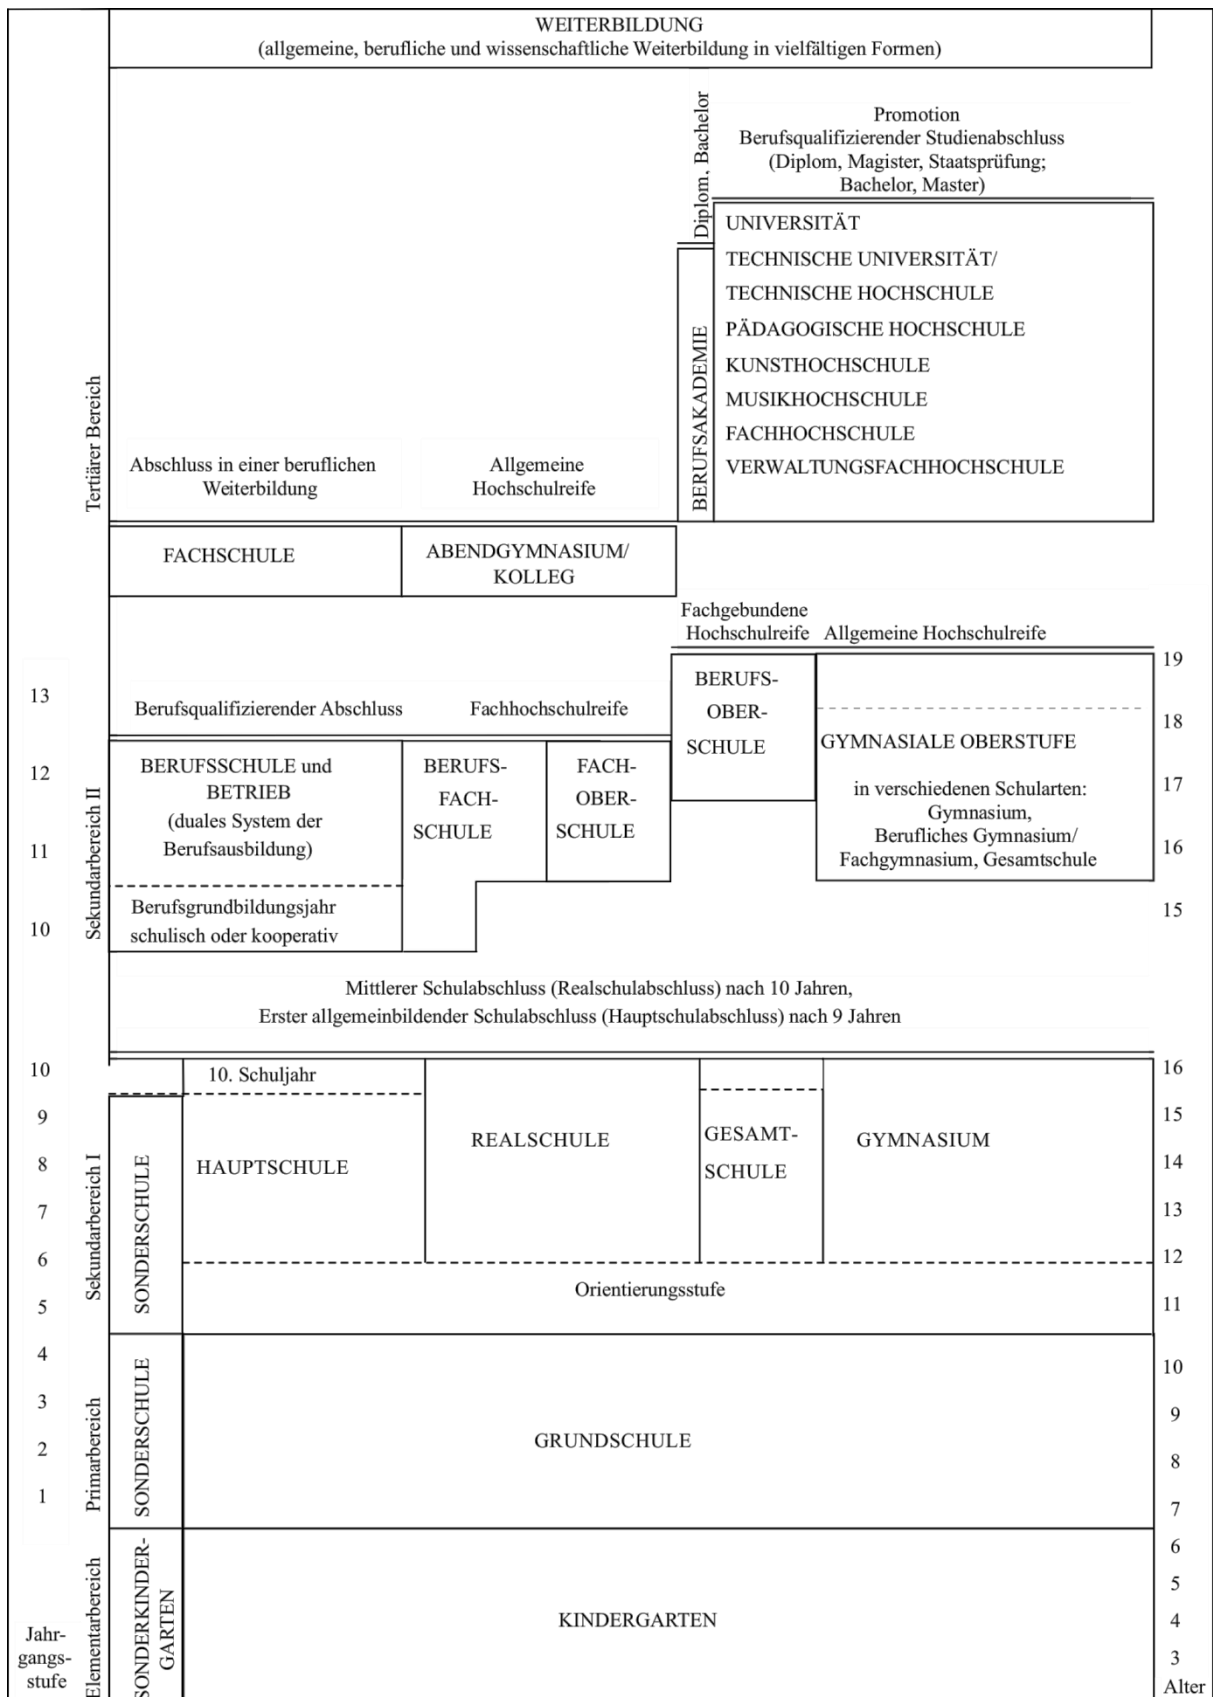 WEITERBILDUNG
(allgemeine, berufliche und wissenschaftliche Weiterbildung in vielfältigen Formen)
Tertiärer Bereich
Diplom, Bachelor
Promotion
Berufsqualifizierender Studienabschluss
(Diplom, Magister, Staatsprüfung;
Bachelor, Master)
BERUFSAKADEMIE
UNIVERSITÄT
TECHNISCHE UNIVERSITÄT/
TECHNISCHE HOCHSCHULE
PÄDAGOGISCHE HOCHSCHULE
KUNSTHOCHSCHULE
MUSIKHOCHSCHULE
FACHHOCHSCHULE
VERWALTUNGSFACHHOCHSCHULE
Abschluss in einer beruflichen
Weiterbildung
Allgemeine
Hochschulreife
FACHSCHULE
ABENDGYMNASIUM/
KOLLEG
Fachgebundene
Hochschulreife
Allgemeine Hochschulreife
13
12
11
10
Sekundarbereich II
Berufsqualifizierender Abschluss
Fachhochschulreife
BERUFSSCHULE und
BETRIEB
(duales System der
Berufsausbildung)
Berufsgrundbildungsjahr
schulisch oder kooperativ
BERUFS-
FACH-
SCHULE
FACH-
OBER-
SCHULE
BERUFS-
OBER-
SCHULE
GYMNASIALE OBERSTUFE
in verschiedenen Schularten:
Gymnasium,
Berufliches Gymnasium/
Fachgymnasium, Gesamtschule
19
18
17
16
15
Mittlerer Schulabschluss (Realschulabschluss) nach 10 Jahren,
Erster allgemeinbildender Schulabschluss (Hauptschulabschluss) nach 9 Jahren
10
9
8
7
6
5
Sekundarbereich I
SONDERSCHULE
10. Schuljahr
HAUPTSCHULE
REALSCHULE
GESAMT-
SCHULE
GYMNASIUM
Orientierungsstufe
16
15
14
13
12
11
4
3
2
1
Primarbereich
SONDERSCHULE
GRUNDSCHULE
10
9
8
7
Jahr-
gangs-
stufe
Elementarbereich
SONDERKINDER-
GARTEN
KINDERGARTEN
6
5
4
3
Alter